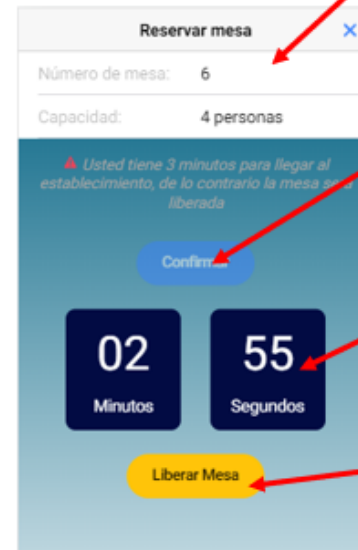 Reservar mesa
Número de mesa: 6
Capacidad: 4 personas
Usted tiene 3 minutos para llegar al
establecimiento, de lo contrario la mesa será
liberada
Confirmar
02 55
Minutos Segundos
Liberar Mesa